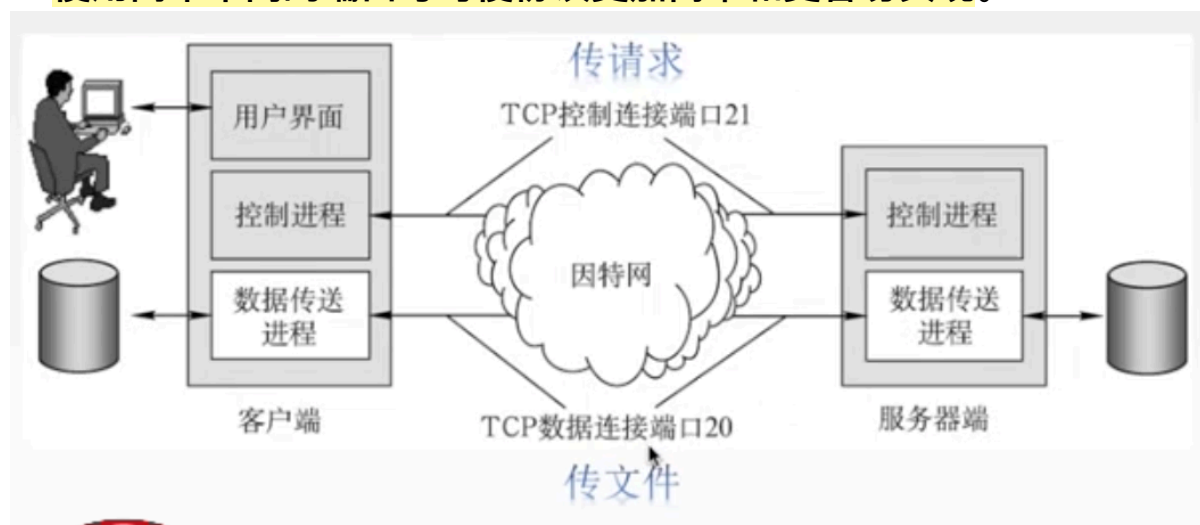 传请求
TCP控制连接端口21
用户界面
控制进程
控制进程
因特网
数据传送
进程
数据传送
进程
客户端
TCP数据连接端口20
服务器端
传文件